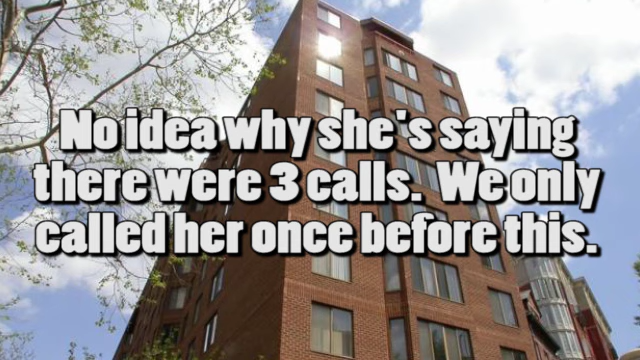 No idea why she's saying
there were 3 calls.  We only
called her once before this.